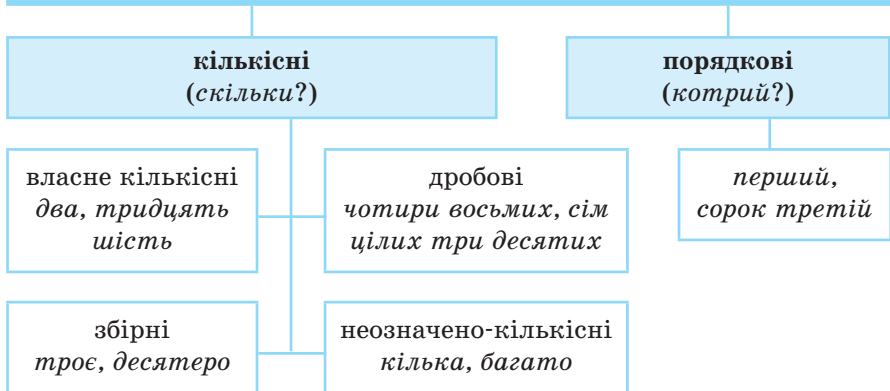 кількісні
(скільки?)
порядкові
(котрий?)
власне кількісні
два, тридцять
шість
дробові
чотири восьмих, сім
цілих три десятих
перший,
сорок третій
збірні
троє, десятеро
неозначено-кількісні
кілька, багато